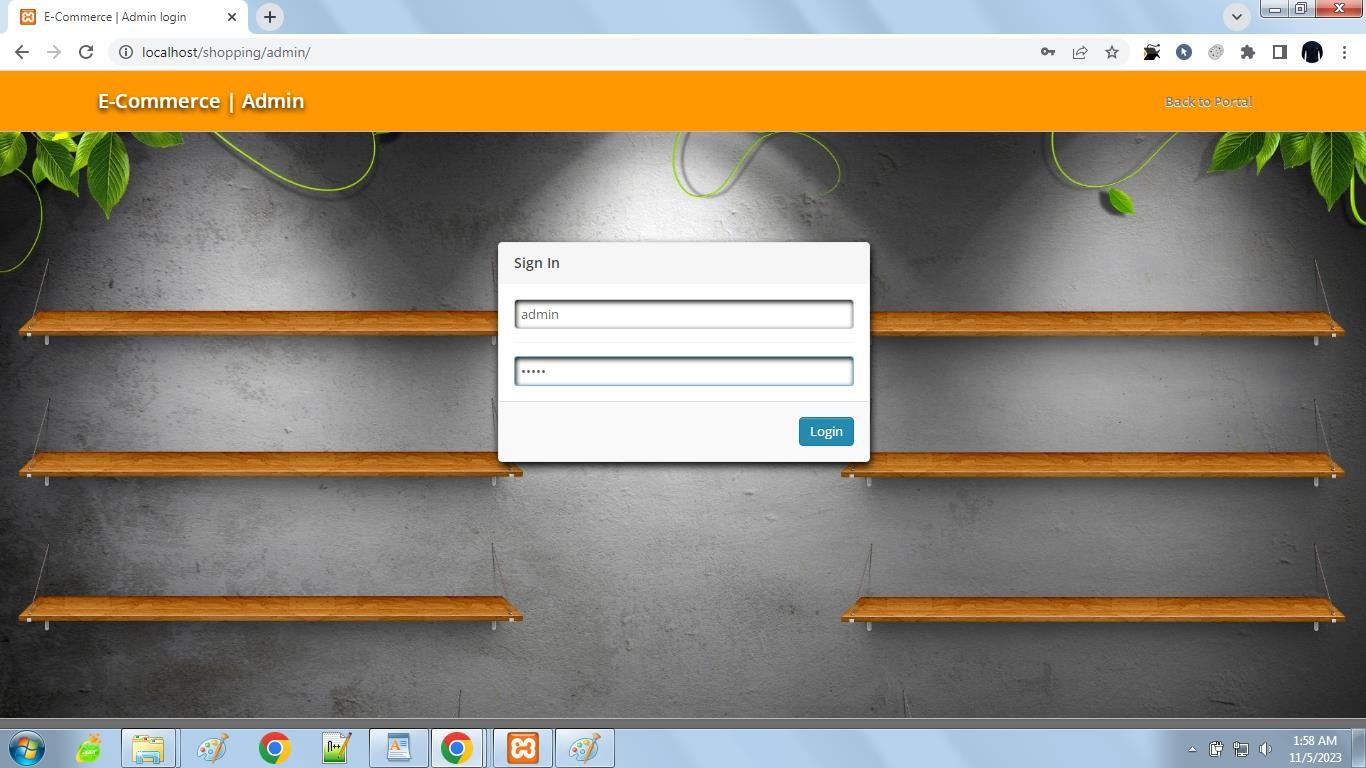 E-Commerce | Admin login
localhost/shopping/admin/
E-Commerce | Admin
Back to Portal
Sign In
admin
•••••
Login
1:58 AM
11/5/2023